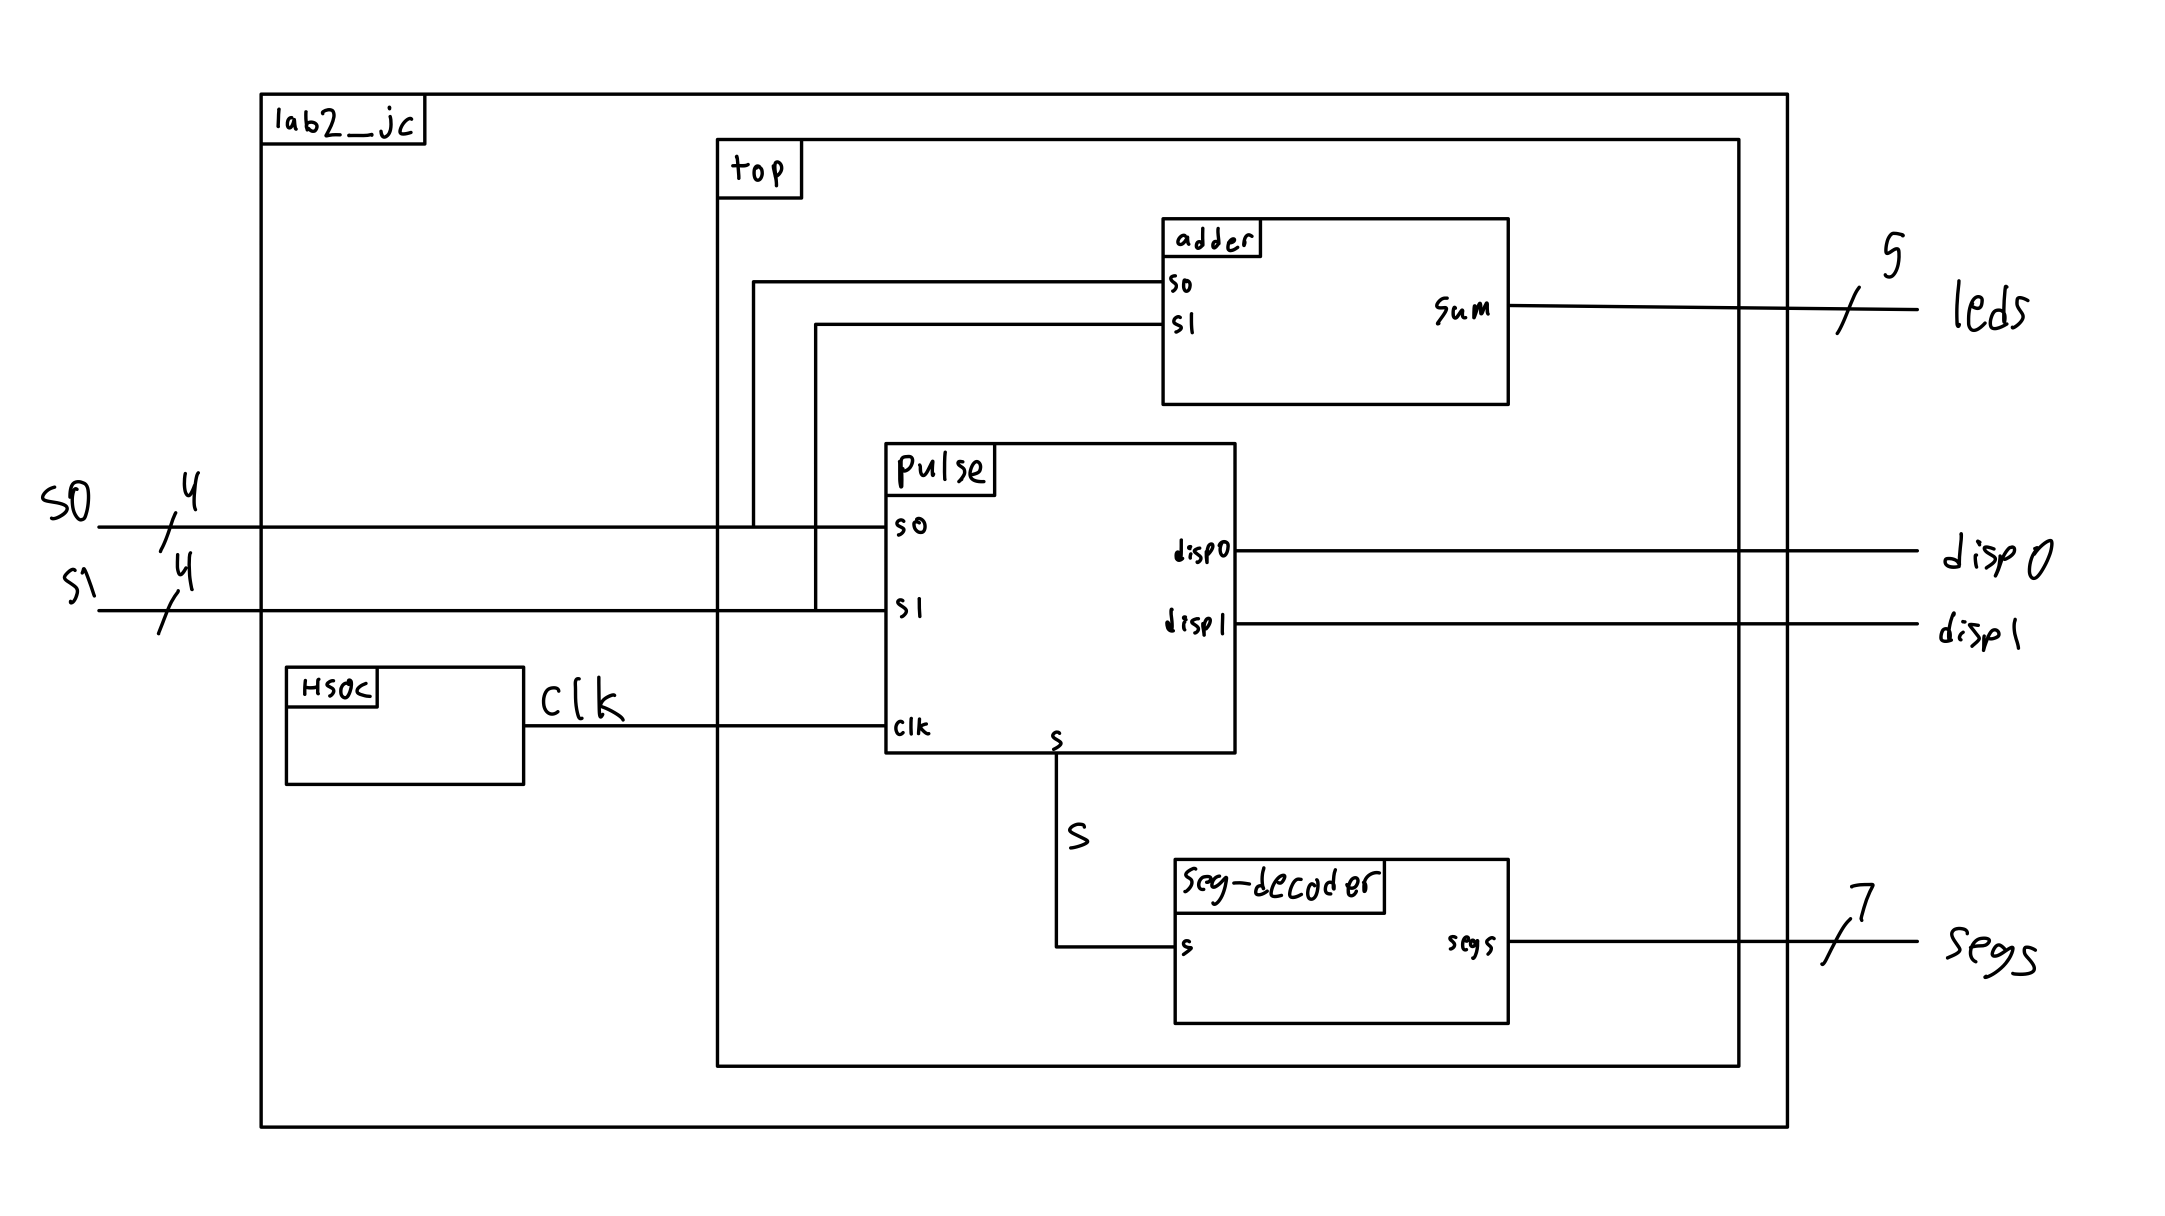 lab2_jc
top
adder
s0
s1
sum
5
leds
pulse
s0
4
s0
disp0
disp0
s1
4
s1
disp1
disp1
Hsoc
clk
clk
s
s
seg-decoder
s
segs
7
segs